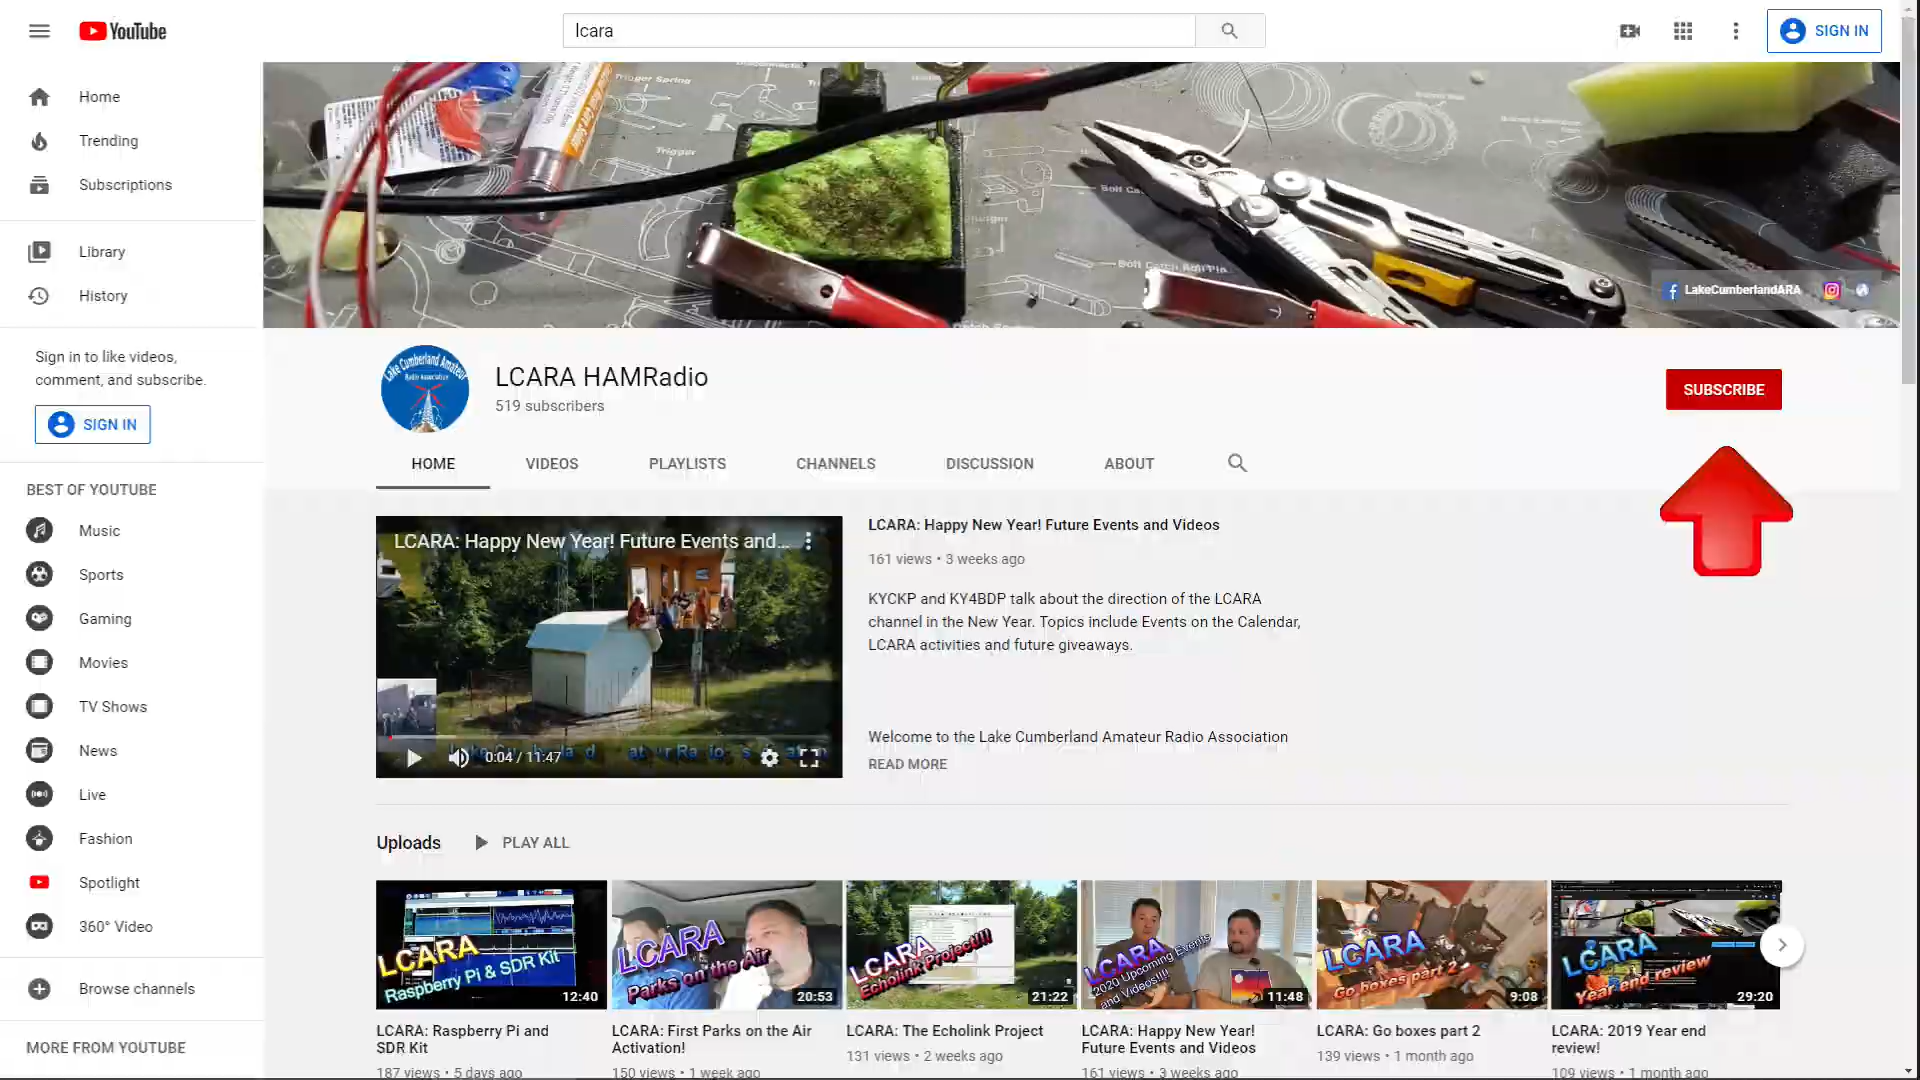 YouTube
lcara
SIGN IN
Home
Trending
Subscriptions
Library
History
Sign in to like videos,
comment, and subscribe.
SIGN IN
BEST OF YOUTUBE
Music
Sports
Gaming
Movies
TV Shows
News
Live
Fashion
Spotlight
360° Video
Browse channels
MORE FROM YOUTUBE
Trigger Spring
Trigger
LakeCumberlandARA
Lake Cumberland Amateur
Radio Association
LCARA HAMRadio
519 subscribers
SUBSCRIBE
HOME
VIDEOS
PLAYLISTS
CHANNELS
DISCUSSION
ABOUT
LCARA: Happy New Year! Future Events and...
0:04 / 11:47
LCARA: Happy New Year! Future Events and Videos
161 views • 3 weeks ago
KYCKP and KY4BDP talk about the direction of the LCARA
channel in the New Year. Topics include Events on the Calendar,
LCARA activities and future giveaways.
Welcome to the Lake Cumberland Amateur Radio Association
READ MORE
Uploads
PLAY ALL
LCARA
Raspberry Pi & SDR Kit
12:40
LCARA: Raspberry Pi and
SDR Kit
187 views • 5 days ago
LCARA
Parks on the Air
20:53
LCARA: First Parks on the Air
Activation!
150 views • 1 week ago
LCARA
Echolink Project!!!
21:22
LCARA: The Echolink Project
131 views • 2 weeks ago
LCARA
2020 Upcoming Events
and Videos!!!!
11:48
LCARA: Happy New Year!
Future Events and Videos
161 views • 3 weeks ago
LCARA
Go boxes part 2
9:08
LCARA: Go boxes part 2
139 views • 1 month ago
LCARA
Year end review
29:20
LCARA: 2019 Year end
review!
109 views • 1 month ago